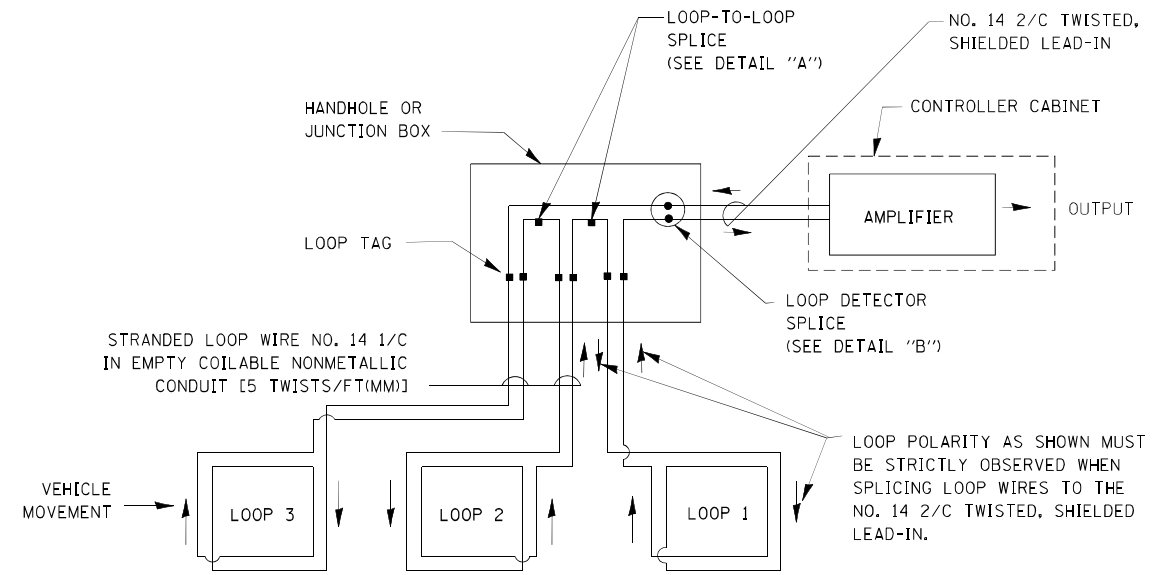 LOOP-TO-LOOP
SPLICE
(SEE DETAIL "A")
NO. 14 2/C TWISTED,
SHIELDED LEAD-IN
HANDHOLE OR
JUNCTION BOX
CONTROLLER CABINET
AMPLIFIER
OUTPUT
LOOP TAG
LOOP DETECTOR
SPLICE
(SEE DETAIL "B")
STRANDED LOOP WIRE NO. 14 1/C
IN EMPTY COILABLE NONMETALLIC
CONDUIT [5 TWISTS/FT(MM)]
LOOP POLARITY AS SHOWN MUST
BE STRICTLY OBSERVED WHEN
SPLICING LOOP WIRES TO THE
NO. 14 2/C TWISTED, SHIELDED
LEAD-IN.
VEHICLE
MOVEMENT
LOOP 3
LOOP 2
LOOP 1